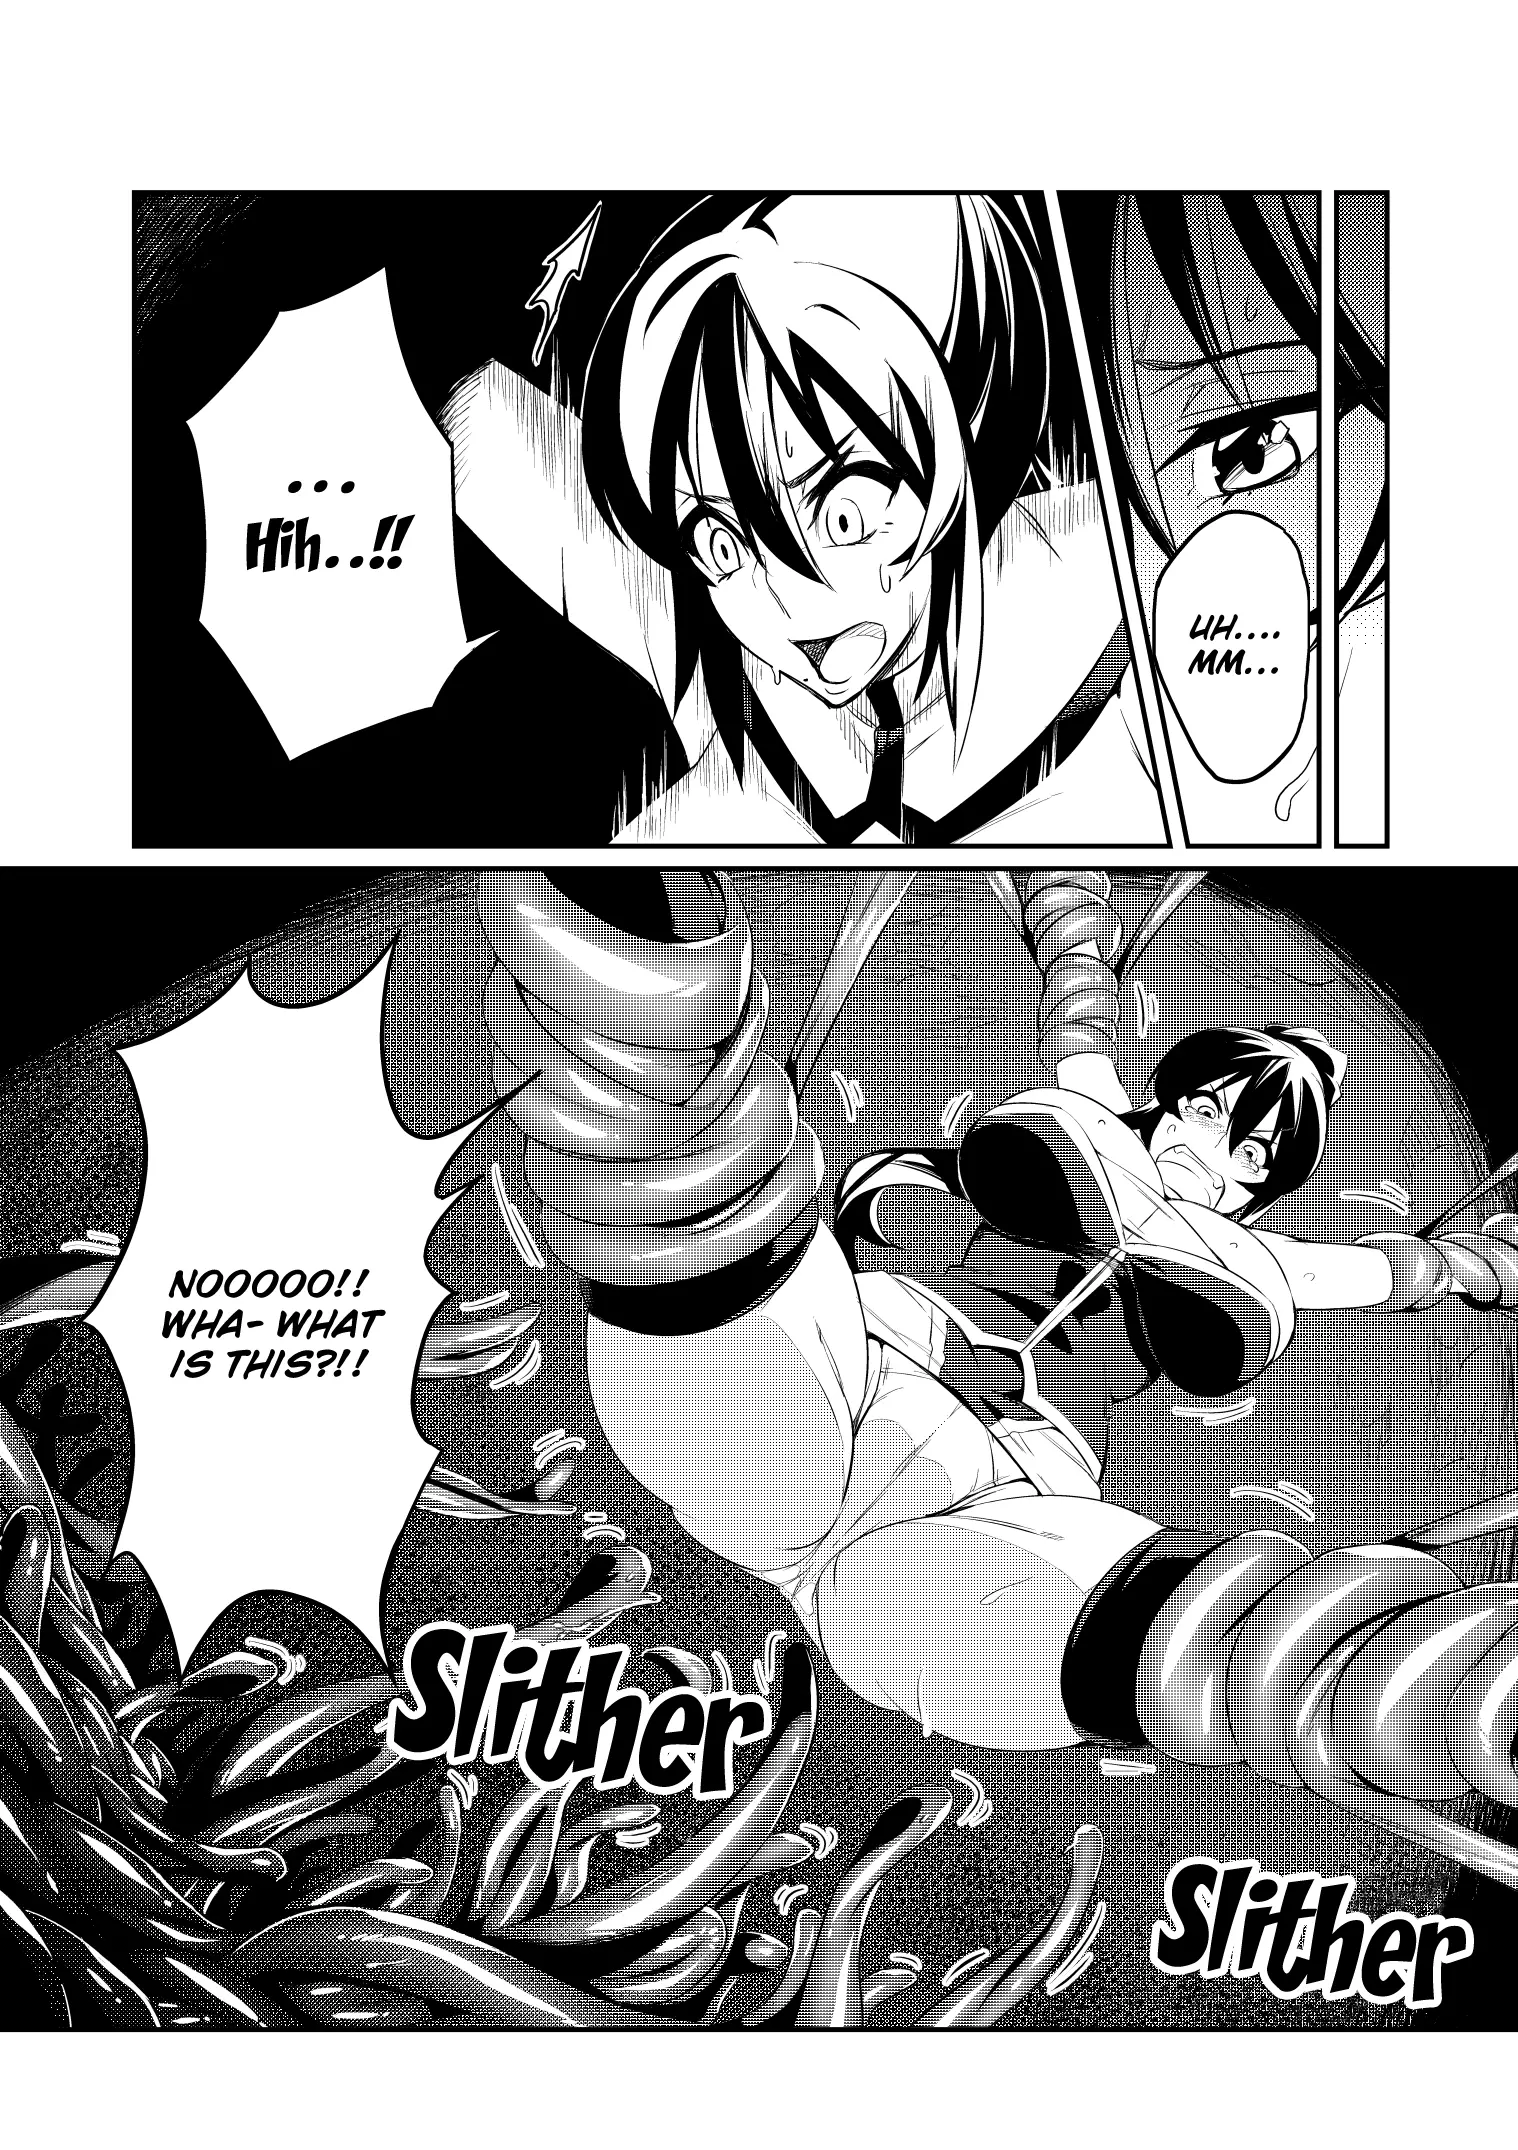 UH....
MM...
...
Hih...!!
NOOOOO!!
WHA- WHAT
IS THIS?!!
Slither
Slither